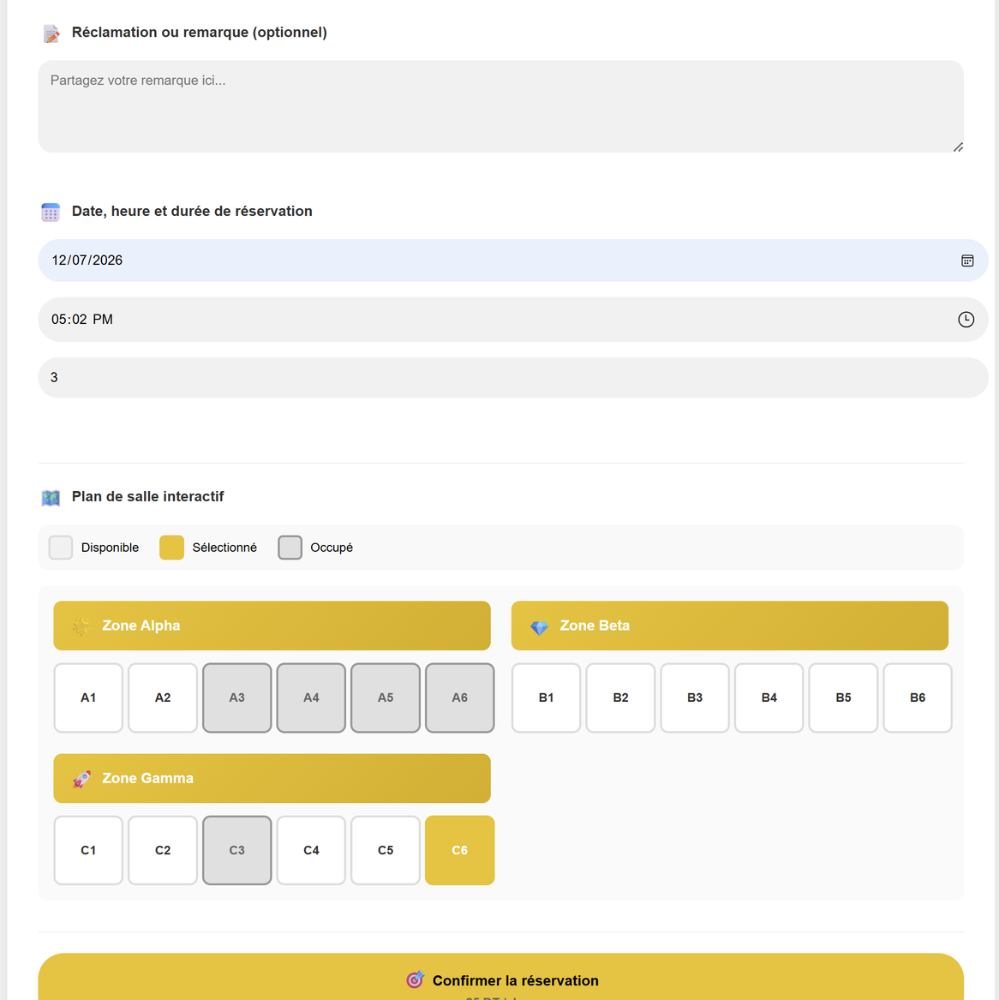 Réclamation ou remarque (optionnel)
Partagez votre remarque ici...
Date, heure et durée de réservation
12/07/2026
05:02 PM
3
Plan de salle interactif
Disponible Sélectionné Occupé
Zone Alpha
A1 A2 A3 A4 A5 A6
Zone Beta
B1 B2 B3 B4 B5 B6
Zone Gamma
C1 C2 C3 C4 C5 C6
Confirmer la réservation